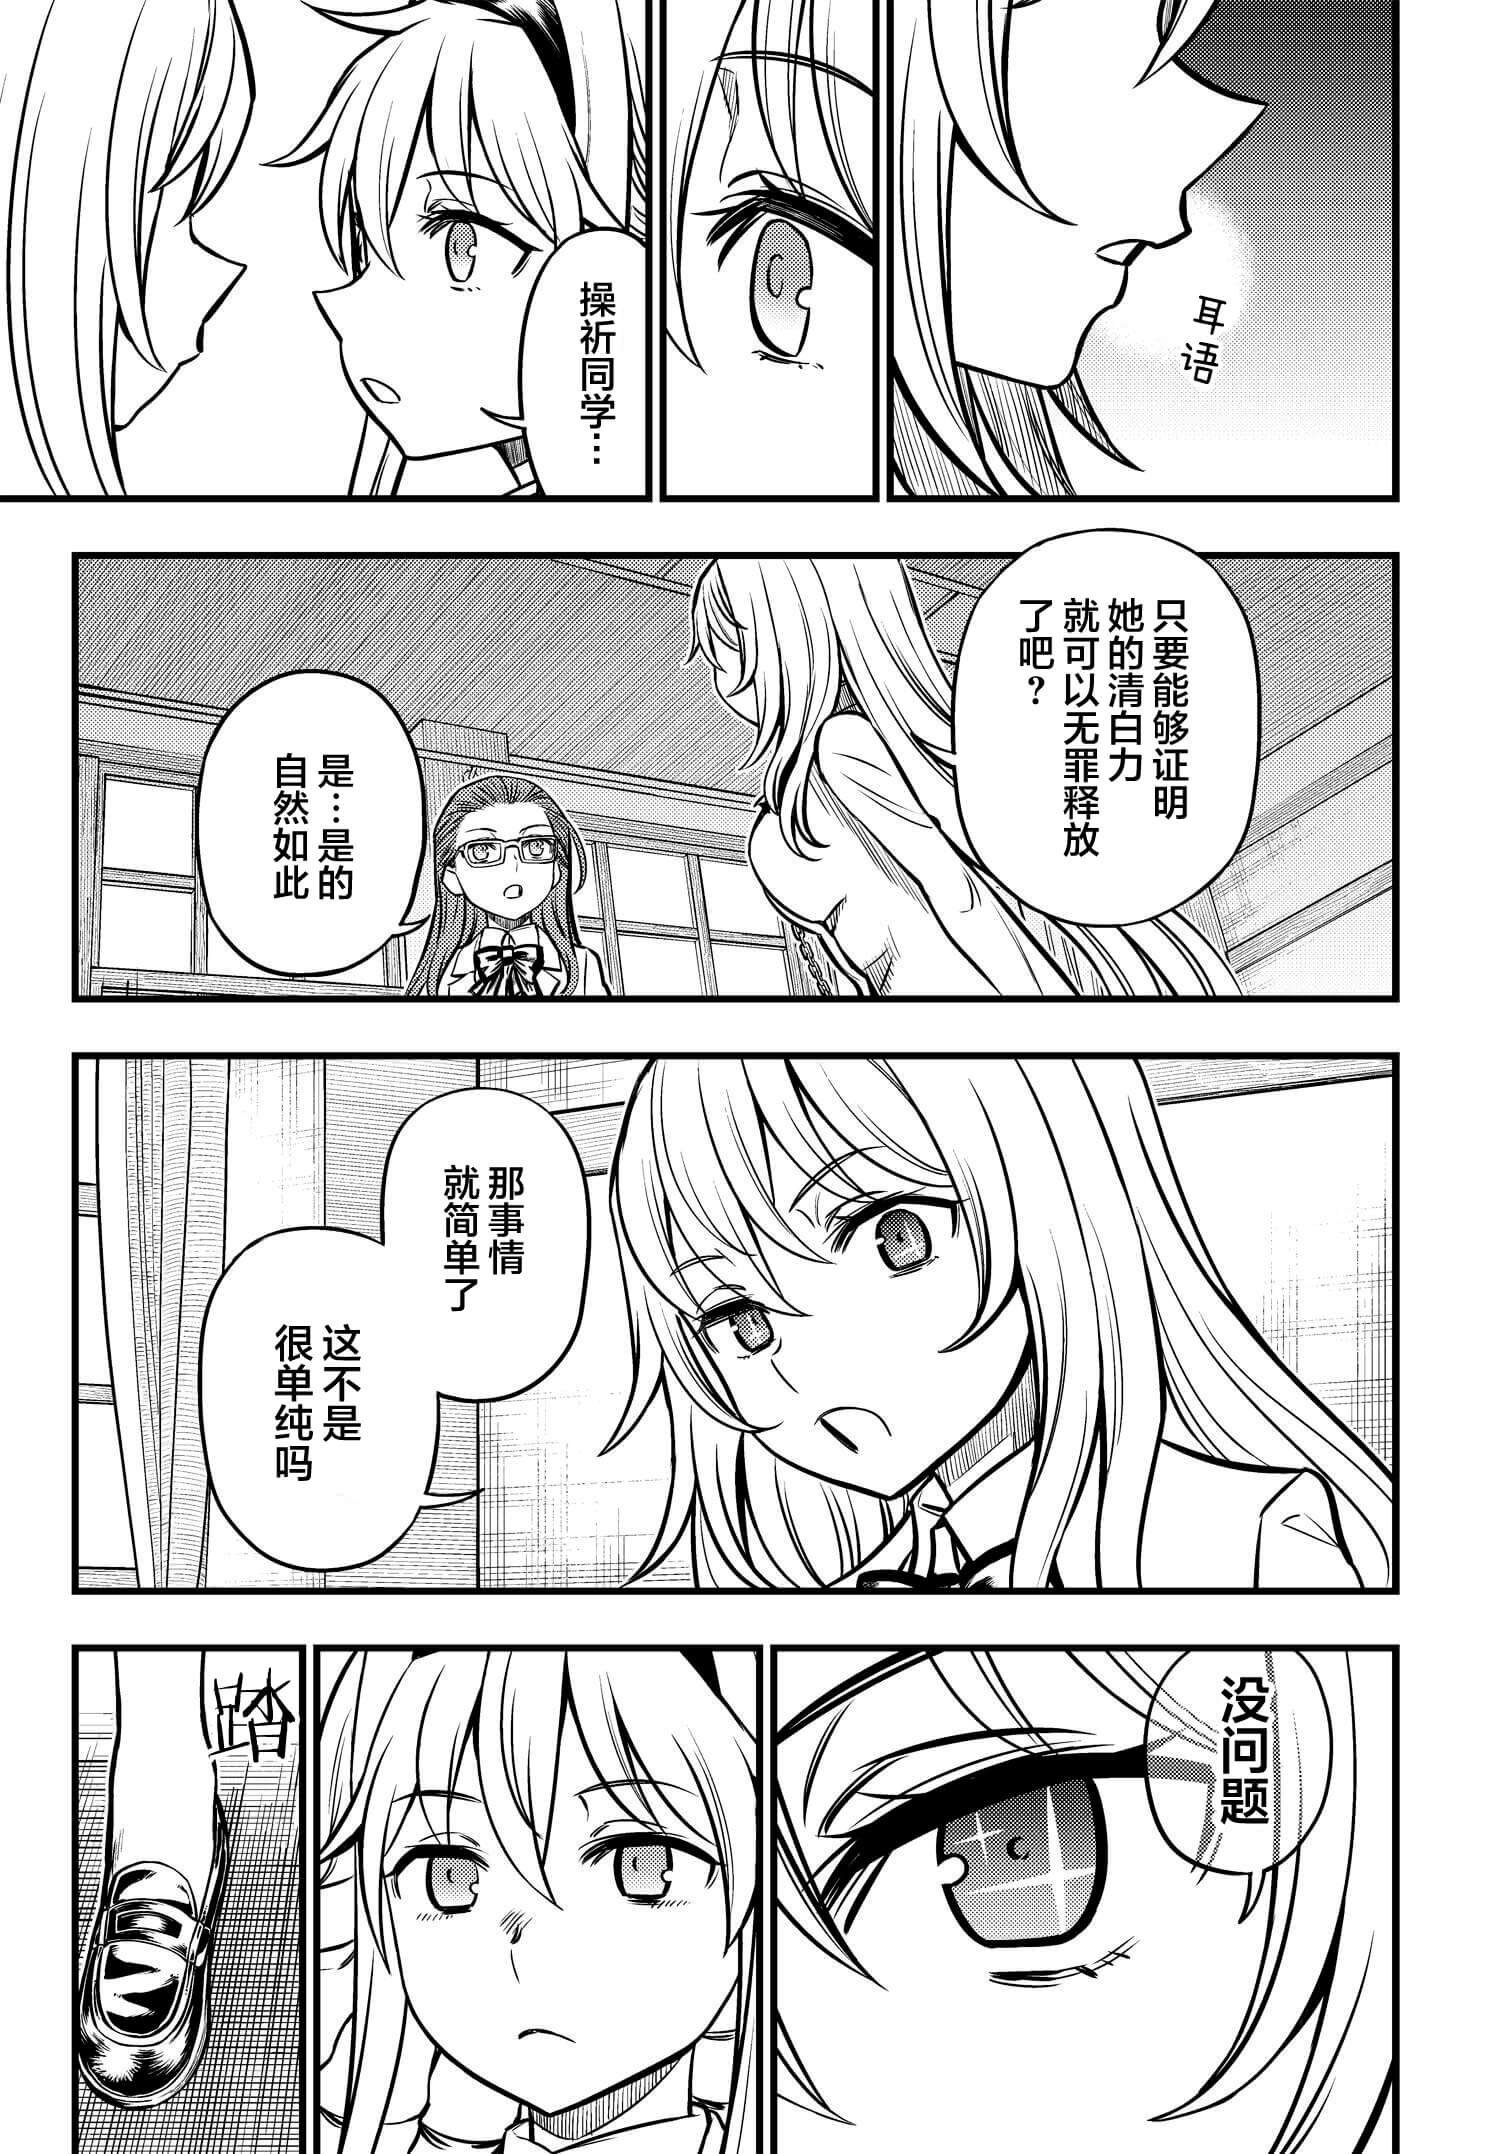 耳语
操祈同学…
只要能够证明
她的清白力
就可以无罪释放
了吧？
是…是的
自然如此
那事情
就简单了
这不是
很单纯吗
没问题
踏